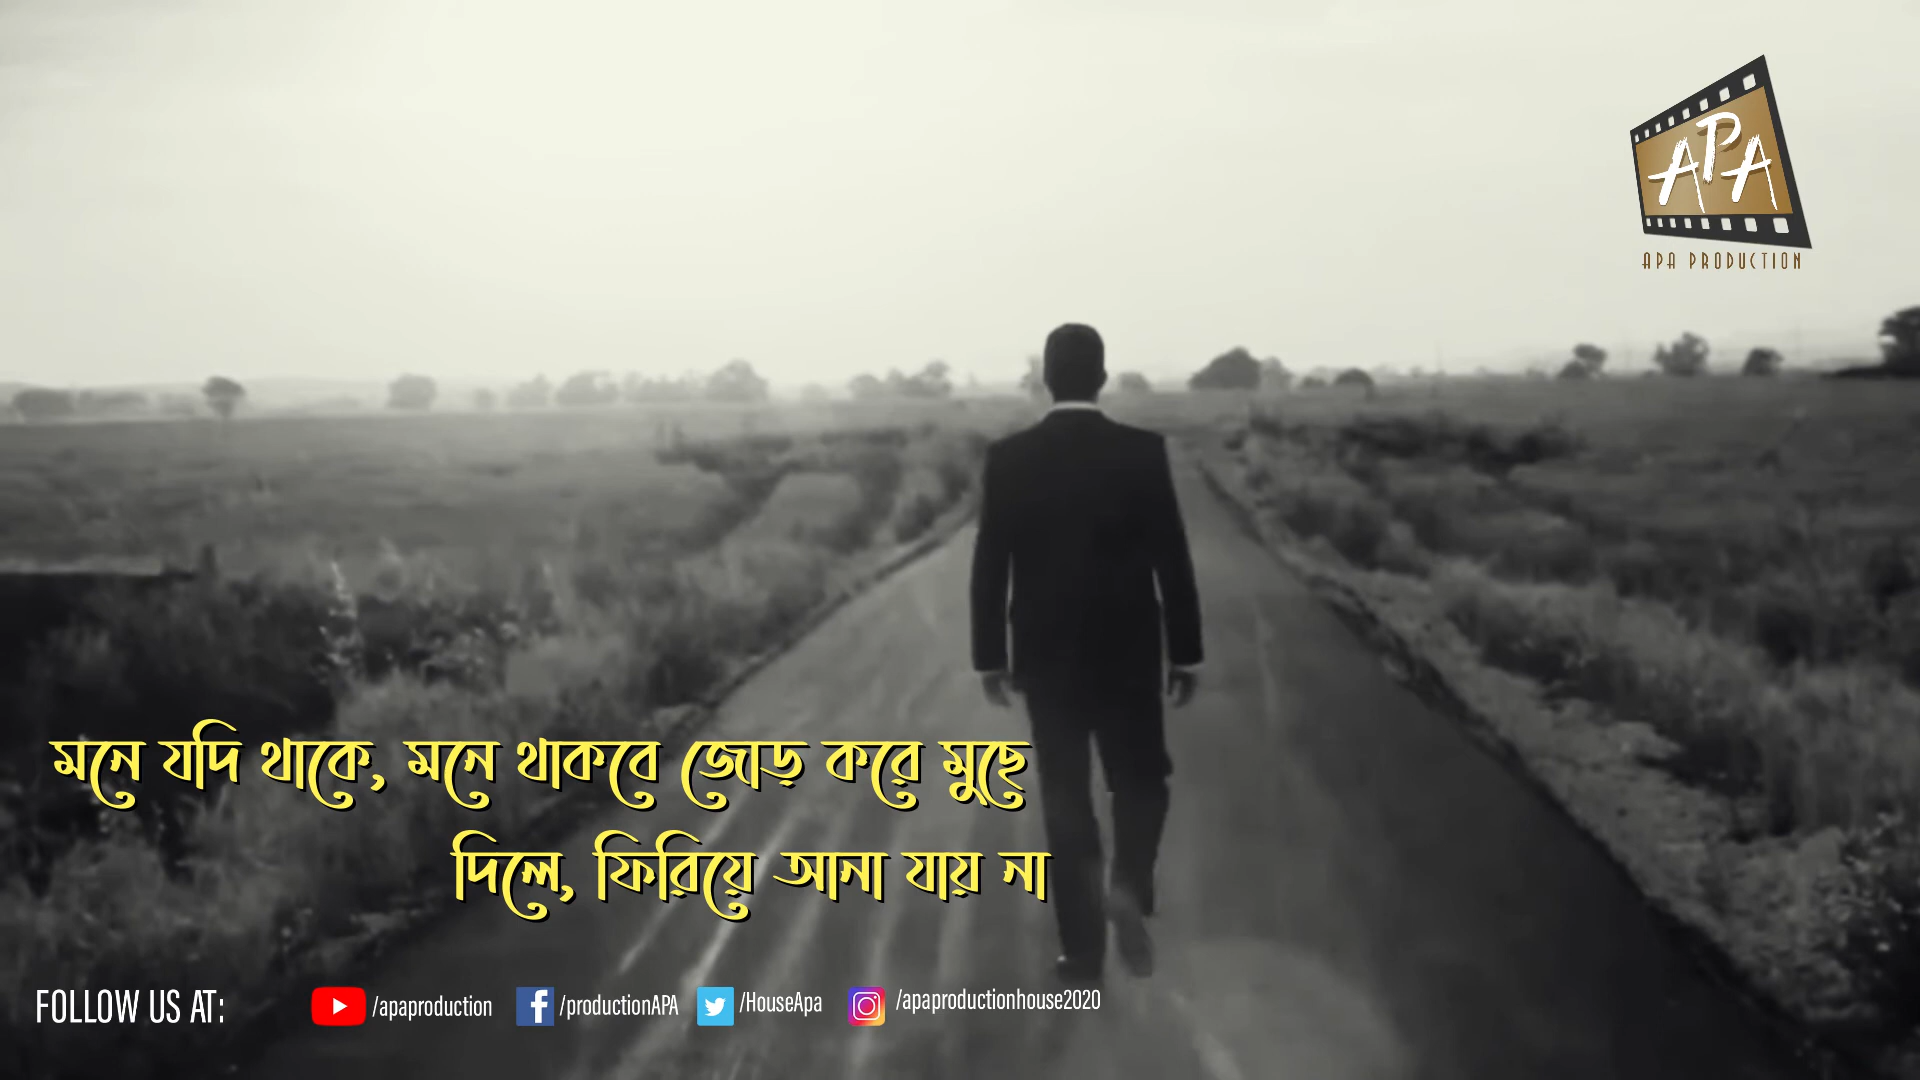 APA
APA PRODUCTION
মনে যদি থাকে, মনে থাকবে জোড় করে মুছে
দিলে, ফিরিয়ে আনা যায় না
FOLLOW US AT: /apaproduction /productionAPA /HouseApa /apaproductionhouse2020